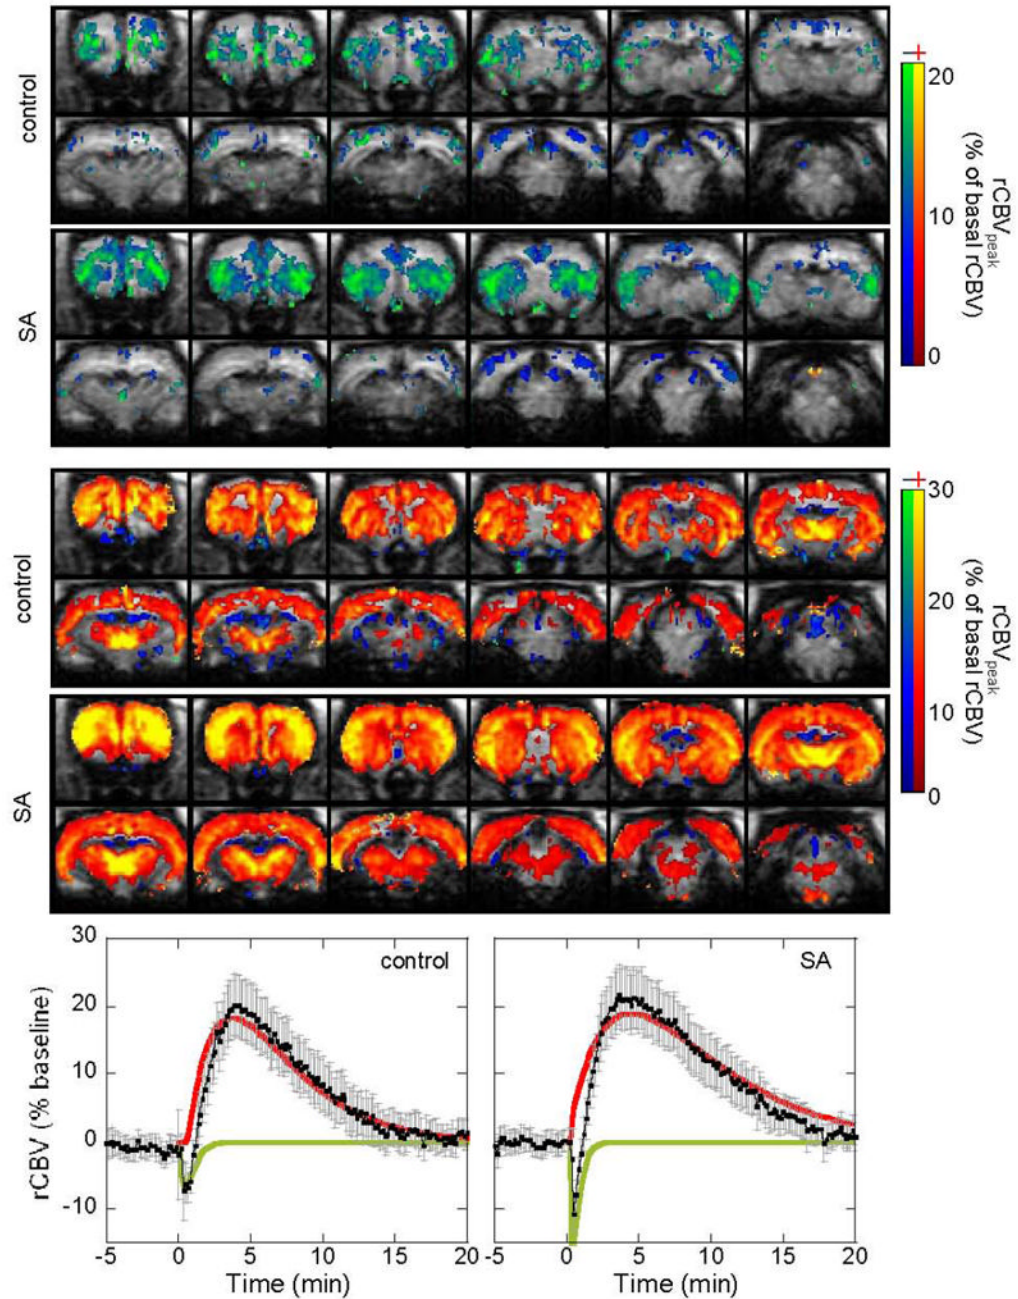 control
SA
20
10
0
rCBVpeak
(% of basal rCBV)
control
SA
30
20
10
0
rCBVpeak
(% of basal rCBV)
rCBV (% baseline)
30
20
10
0
-10
control
SA
-5 0 5 10 15 20
-5 0 5 10 15 20
Time (min)
Time (min)